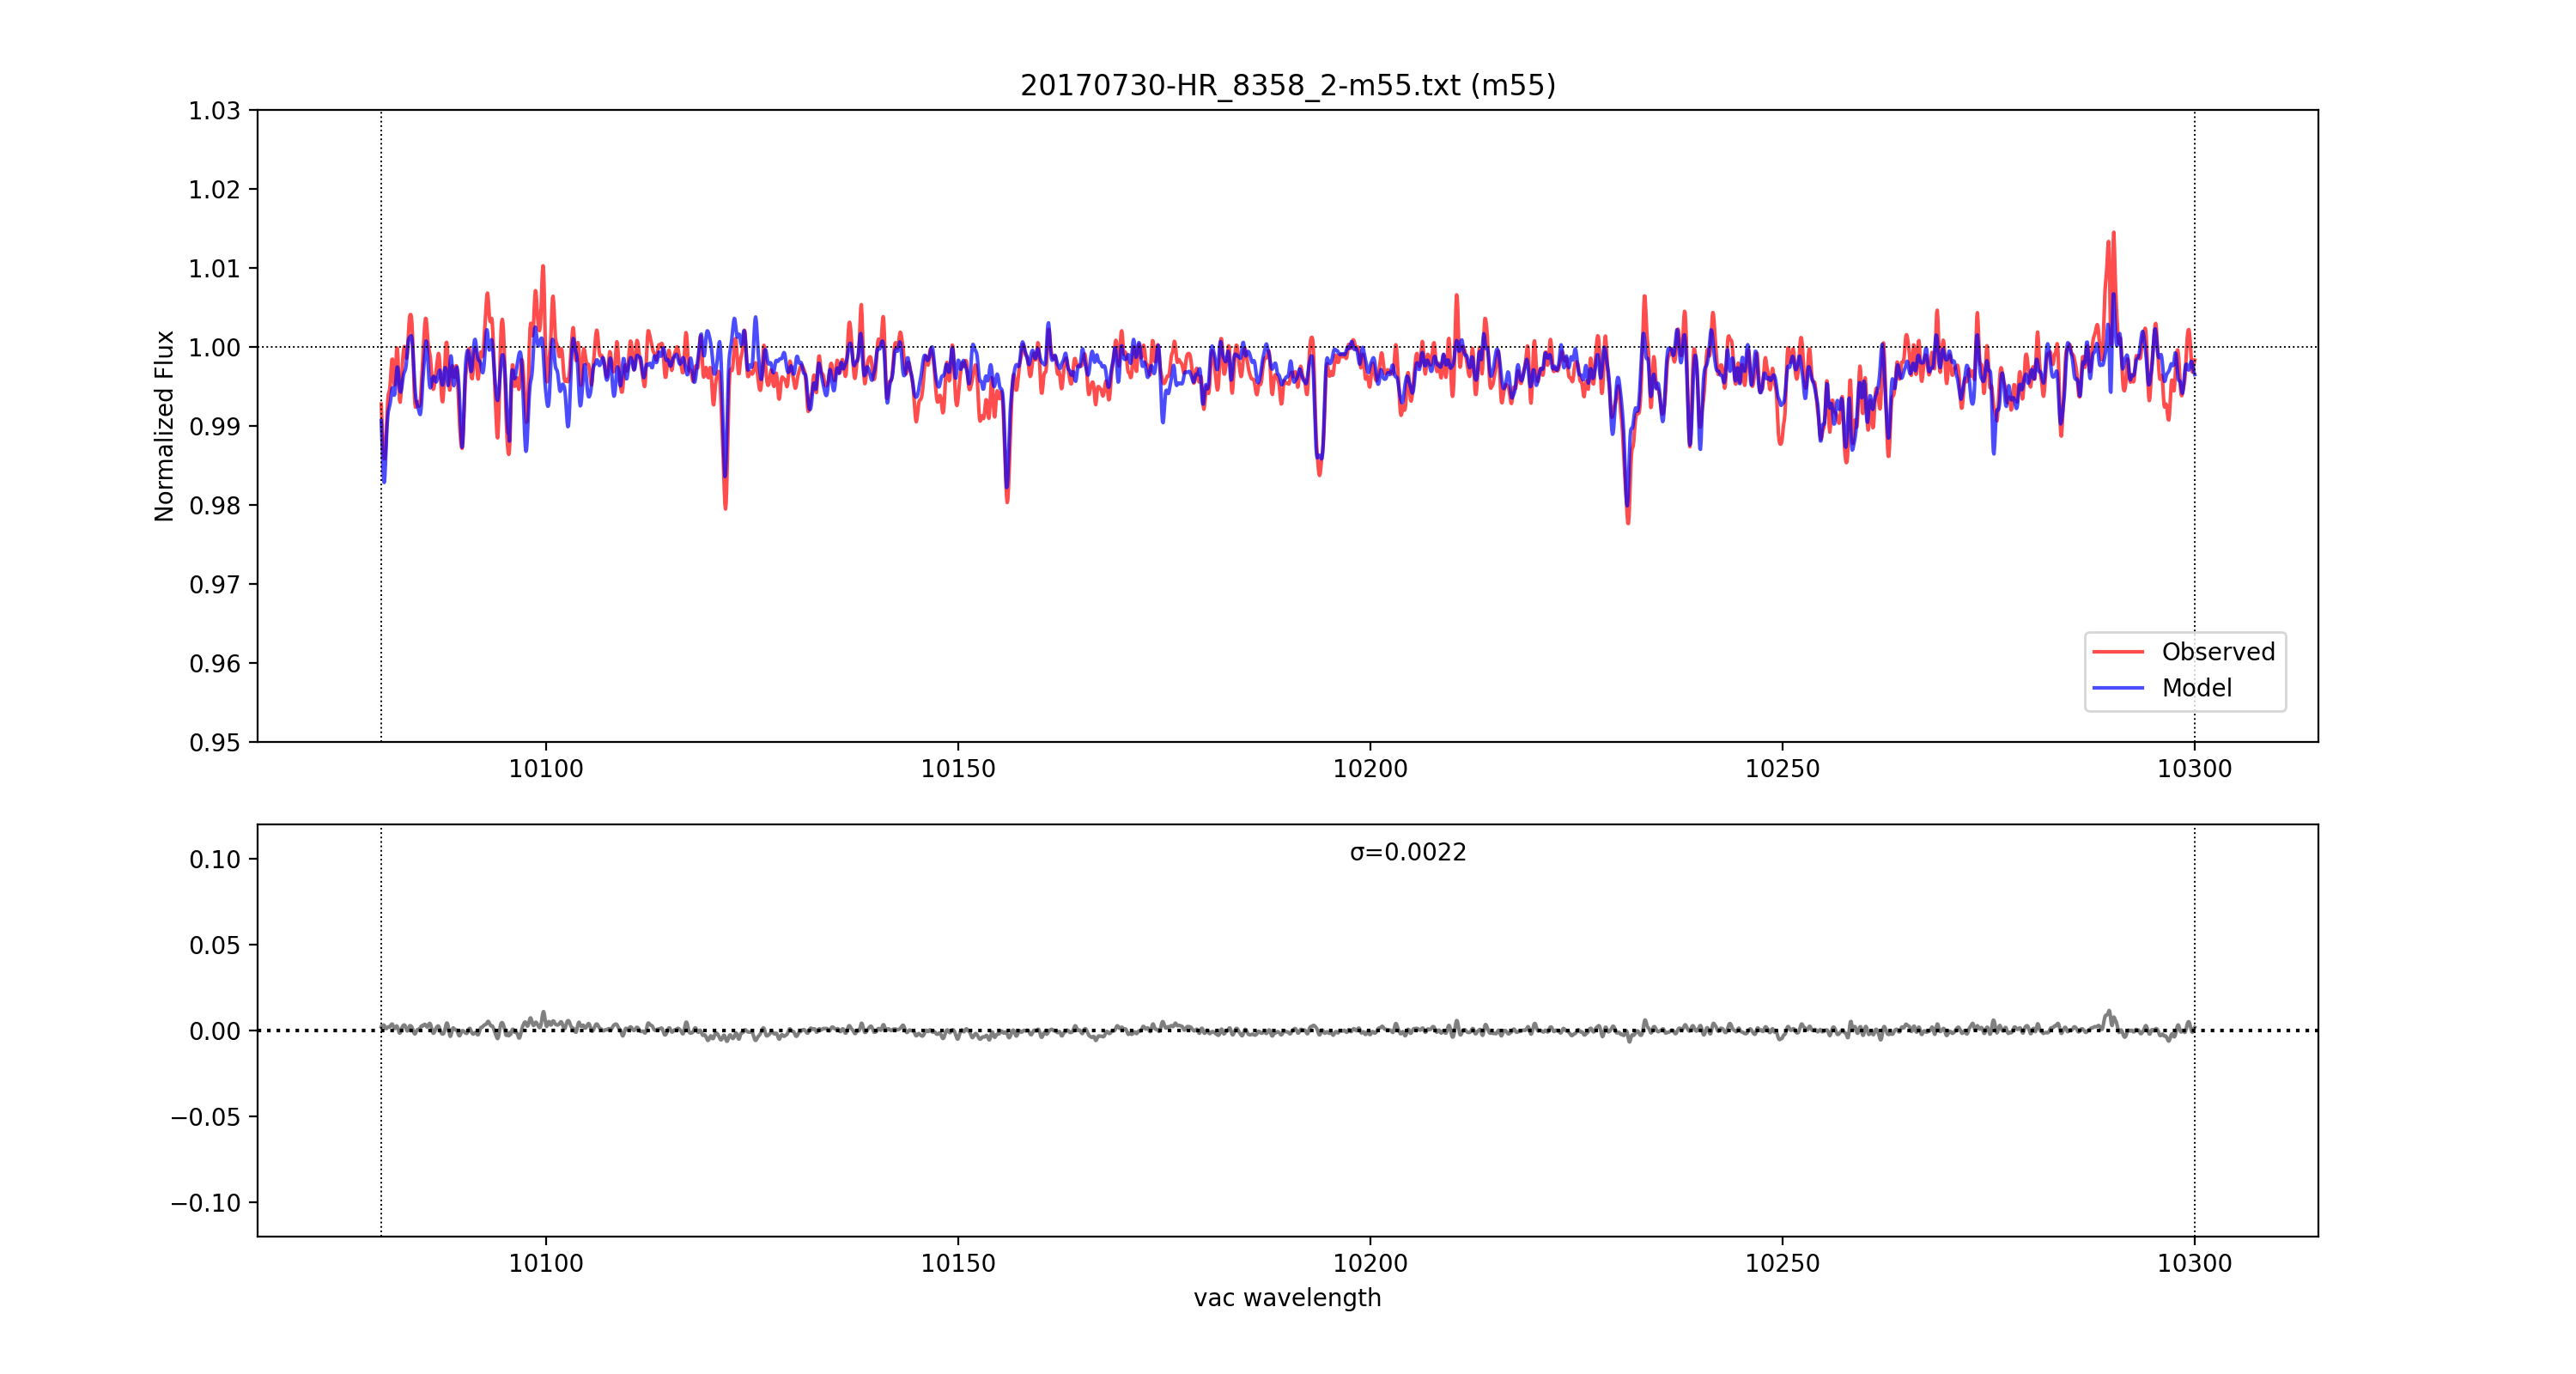 20170730-HR_8358_2-m55.txt (m55)
1.03
1.02
1.01
1.00
0.99
0.98
0.97
0.96
0.95
Normalized Flux
Observed
Model
10100 10150 10200 10250 10300
σ=0.0022
0.10
0.05
0.00
−0.05
−0.10
10100 10150 10200 10250 10300
vac wavelength